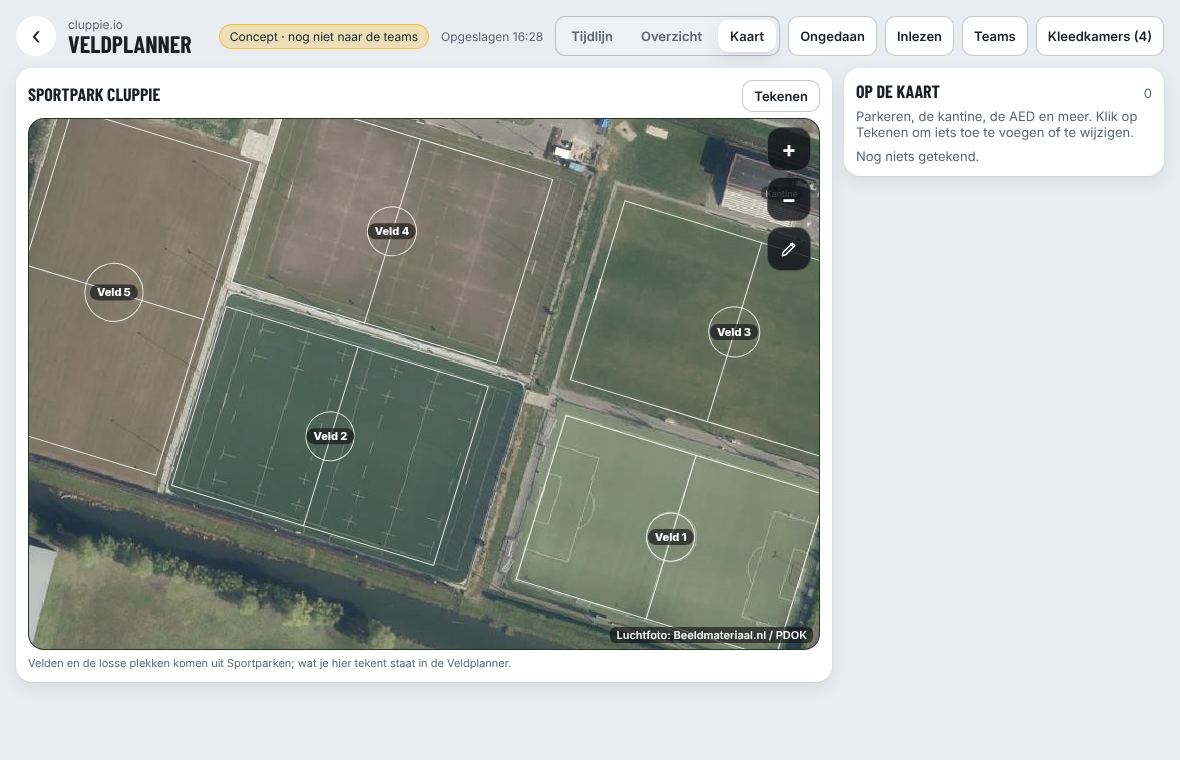 cluppie.io
VELDPLANNER
Concept · nog niet naar de teams
Opgeslagen 16:28
Tijdlijn
Overzicht
Kaart
Ongedaan
Inlezen
Teams
Kleedkamers (4)
SPORTPARK CLUPPIE
Tekenen
Kantine
Veld 4
Veld 5
Veld 3
Veld 2
Veld 1
Luchtfoto: Beeldmateriaal.nl / PDOK
Velden en de losse plekken komen uit Sportparken; wat je hier tekent staat in de Veldplanner.
OP DE KAART
0
Parkeren, de kantine, de AED en meer. Klik op
Tekenen om iets toe te voegen of te wijzigen.
Nog niets getekend.